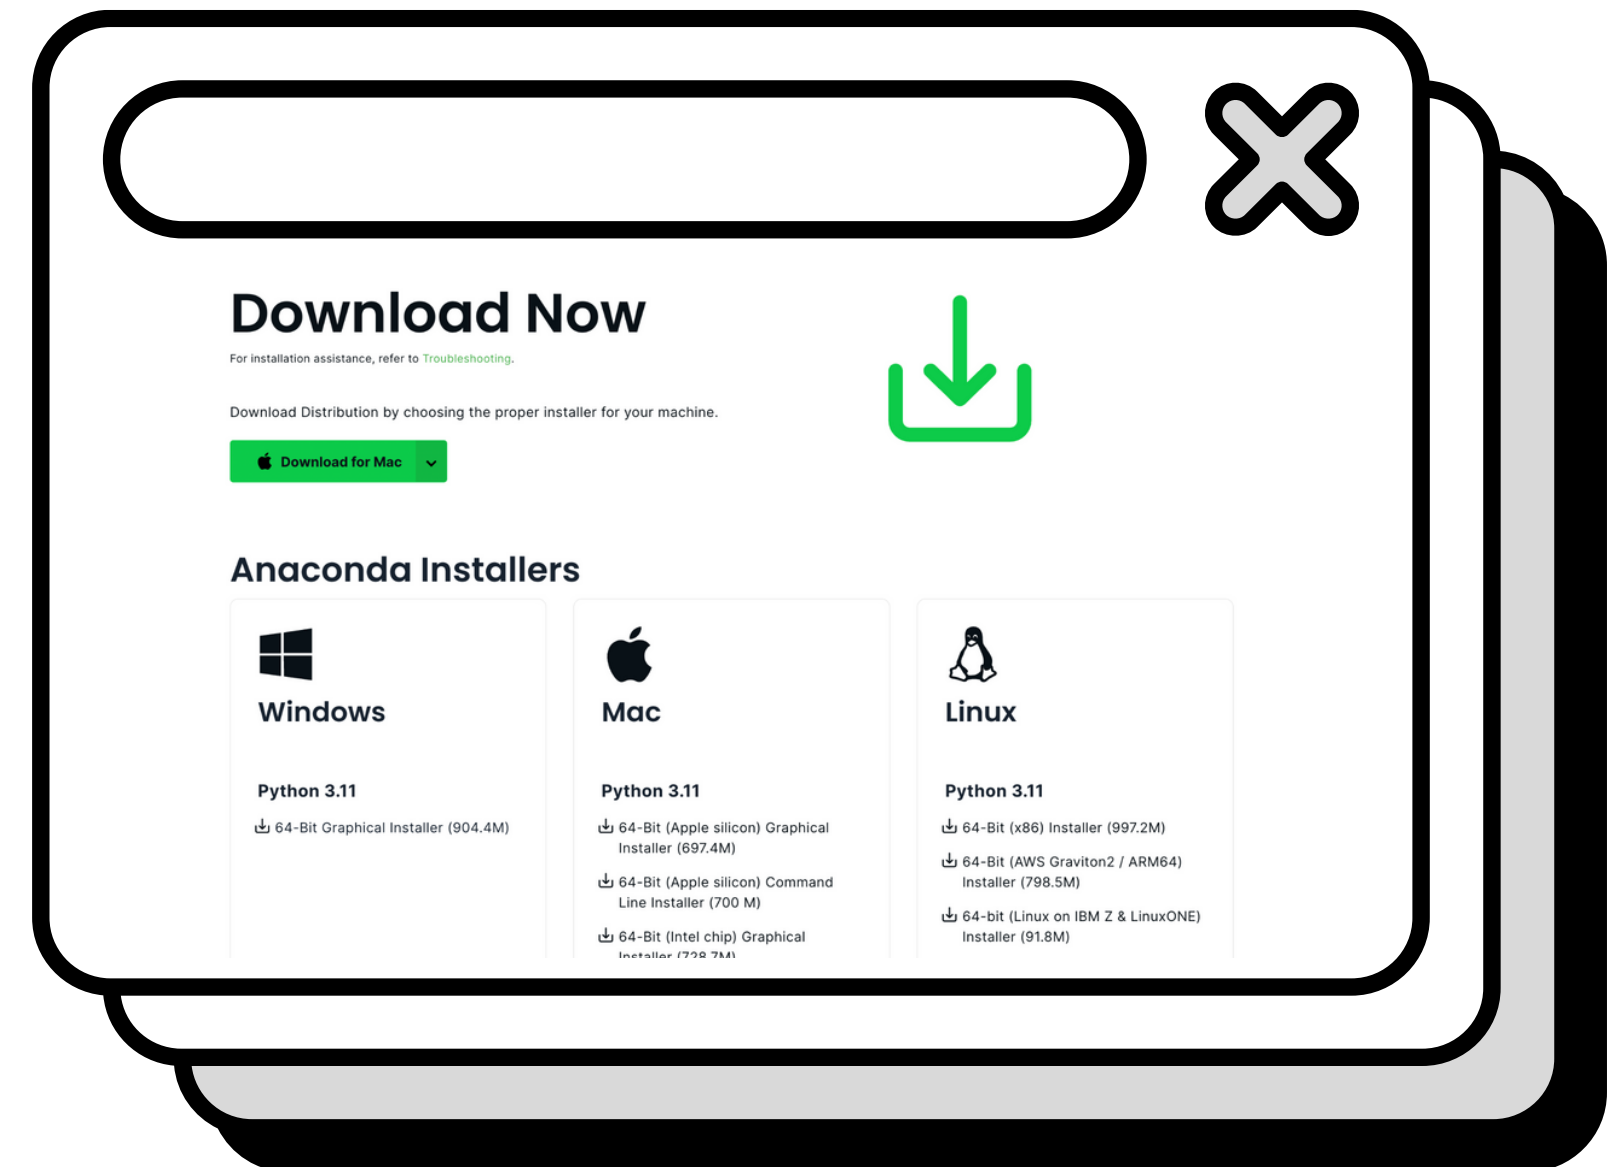 Download Now
For installation assistance, refer to Troubleshooting.
Download Distribution by choosing the proper installer for your machine.
Download for Mac
Anaconda Installers
Windows
Python 3.11
64-Bit Graphical Installer (904.4M)
Mac
Python 3.11
64-Bit (Apple silicon) Graphical
Installer (697.4M)
64-Bit (Apple silicon) Command
Line Installer (700 M)
64-Bit (Intel chip) Graphical
Installer (728.7M)
Linux
Python 3.11
64-Bit (x86) Installer (997.2M)
64-Bit (AWS Graviton2 / ARM64)
Installer (798.5M)
64-bit (Linux on IBM Z & LinuxONE)
Installer (91.8M)